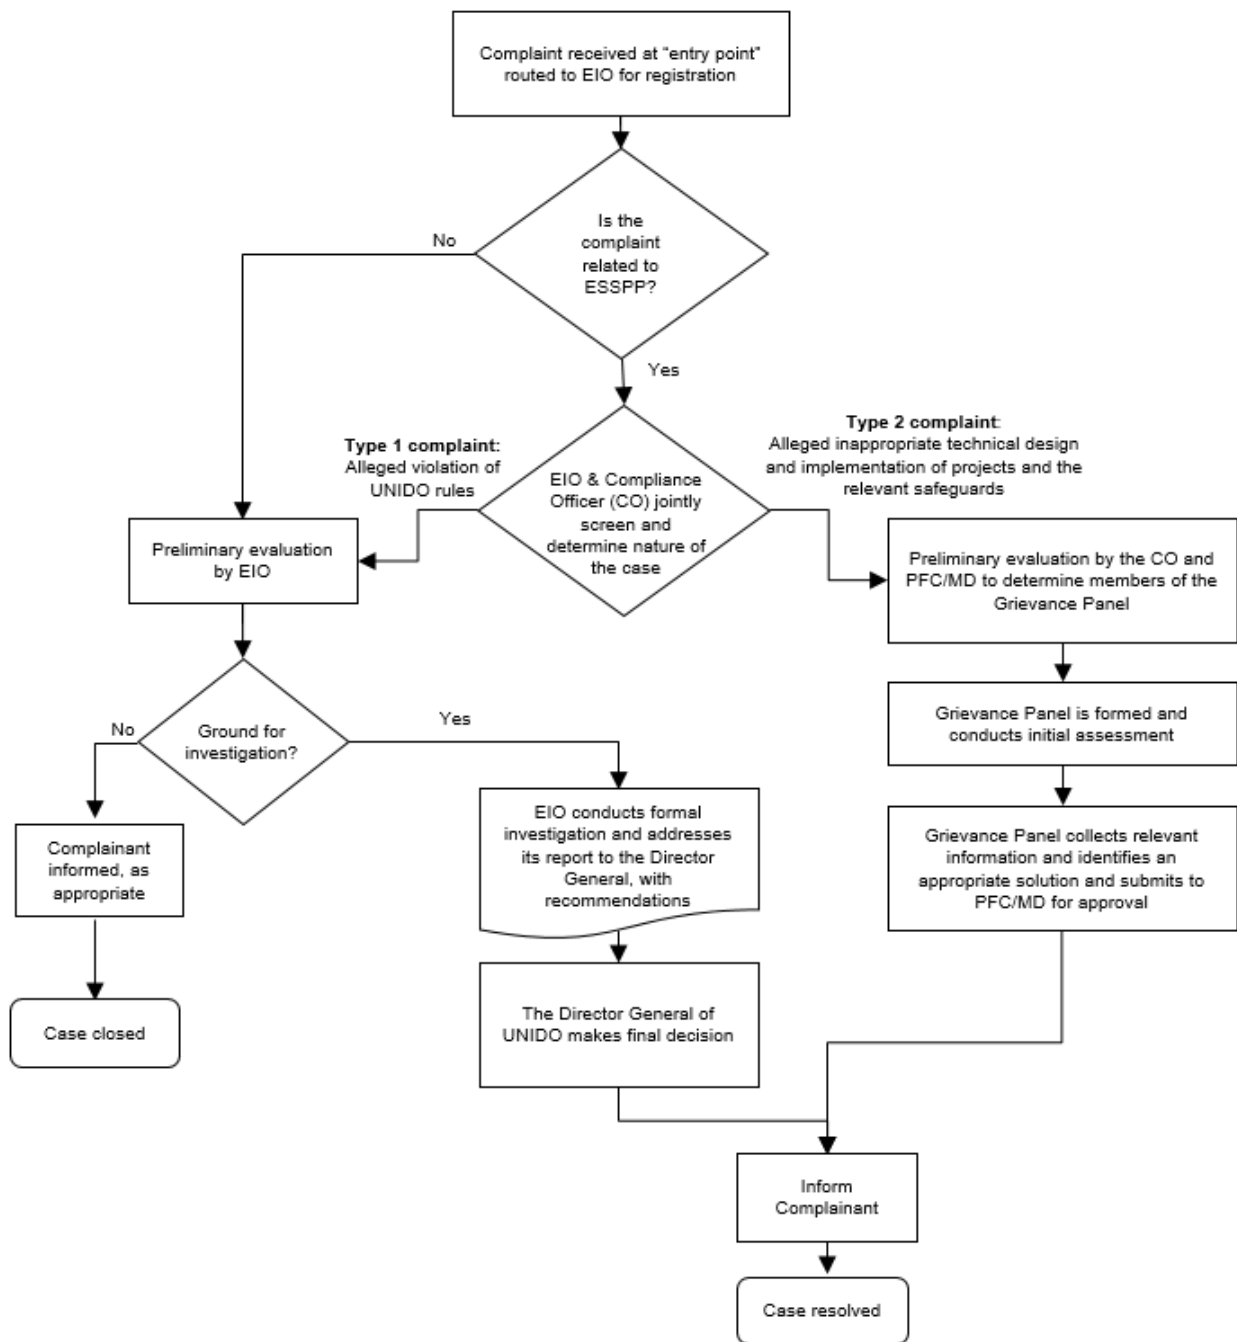 Complaint received at “entry point”
routed to EIO for registration
Is the
complaint
related to
ESSPP?
No
Yes
Type 1 complaint:
Alleged violation of
UNIDO rules
Type 2 complaint:
Alleged inappropriate technical design
and implementation of projects and the
relevant safeguards
EIO & Compliance
Officer (CO) jointly
screen and
determine nature of
the case
Preliminary evaluation
by EIO
Preliminary evaluation by the CO and
PFC/MD to determine members of the
Grievance Panel
Ground for
investigation?
No
Yes
Grievance Panel is formed and
conducts initial assessment
Complainant
informed, as
appropriate
EIO conducts formal
investigation and addresses
its report to the Director
General, with
recommendations
Grievance Panel collects relevant
information and identifies an
appropriate solution and submits to
PFC/MD for approval
Case closed
The Director General of
UNIDO makes final decision
Inform
Complainant
Case resolved